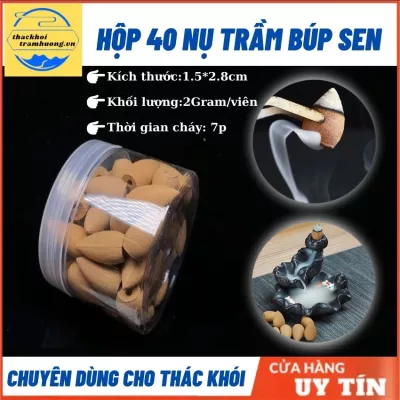 thackhoi
tramhuong.vn
HỘP 40 NỤ TRẦM BÚP SEN
Kích thước:1.5*2.8cm
Khối lượng:2Gram/viên
Thời gian cháy: 7p
CHUYÊN DÙNG CHO THÁC KHÓI
CỬA HÀNG
UY TÍN